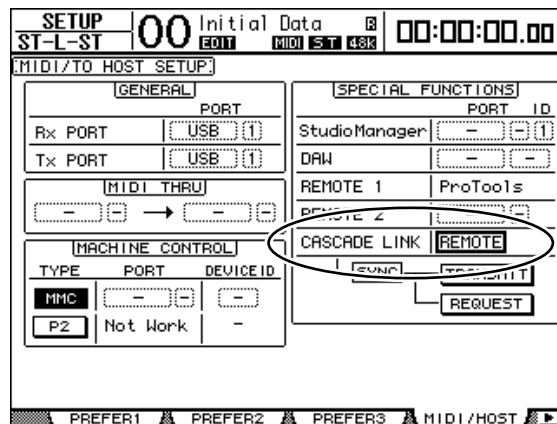 SETUP
ST-L-ST
00 Initial Data
EDIT MIDI S.T 48K
00:00:00.00
MIDI/TO HOST SETUP
GENERAL
PORT
Rx PORT USB 1
Tx PORT USB 1
MIDI THRU
- - → - -
MACHINE CONTROL
TYPE PORT DEVICE ID
MMC - - -
P2 Not Work -
SPECIAL FUNCTIONS
PORT ID
StudioManager - - 1
DAW - -
REMOTE 1 ProTools
REMOTE 2 - -
CASCADE LINK REMOTE
SYNC TRANSMIT
REQUEST
PREFER1 PREFER2 PREFER3 MIDI/HOST